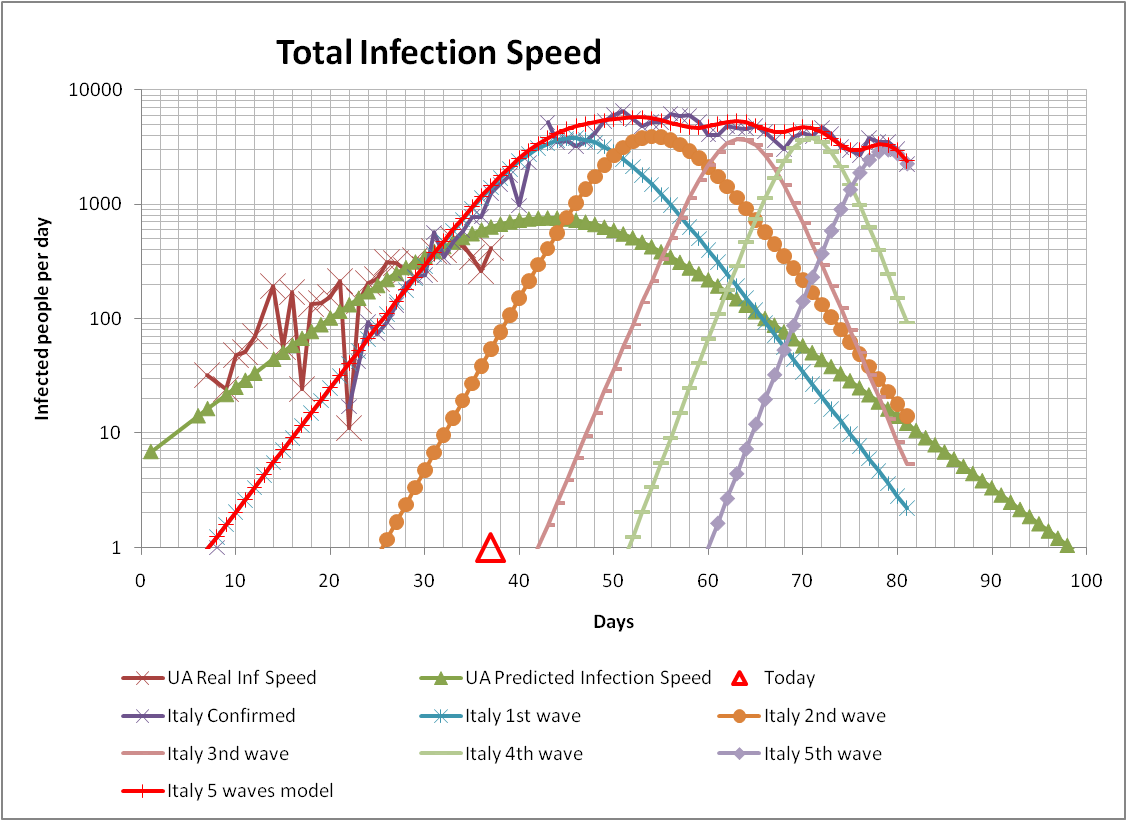 Total Infection Speed
10000
1000
100
10
1
Infected people per day
0 10 20 30 40 50 60 70 80 90 100
Days
UA Real Inf Speed UA Predicted Infection Speed Today
Italy Confirmed Italy 1st wave Italy 2nd wave
Italy 3nd wave Italy 4th wave Italy 5th wave
Italy 5 waves model